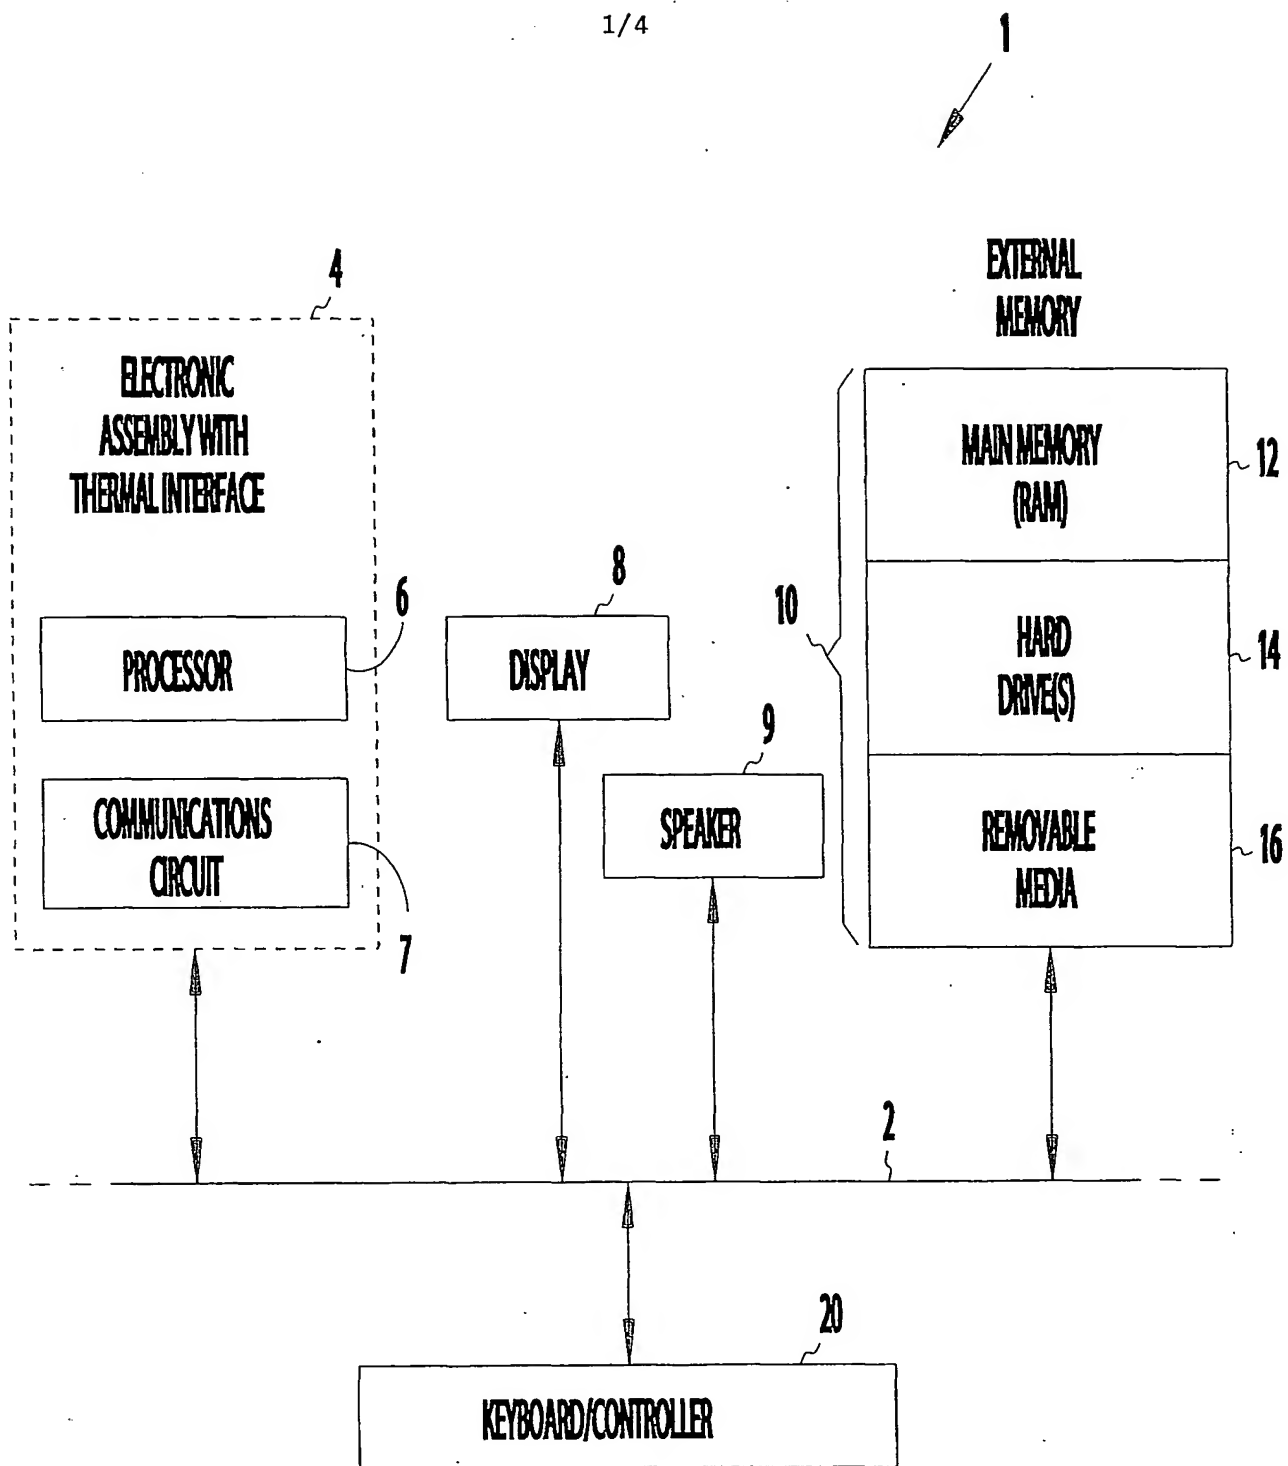 1/4
1
EXTERNAL
MEMORY
4
ELECTRONIC
ASSEMBLY WITH
THERMAL INTERFACE
MAIN MEMORY
(RAM)
12
6
PROCESSOR
8
DISPLAY
10
HARD
DRIVE(S)
14
9
SPEAKER
COMMUNICATIONS
CIRCUIT
7
REMOVABLE
MEDIA
16
2
20
KEYBOARD/CONTROLLER